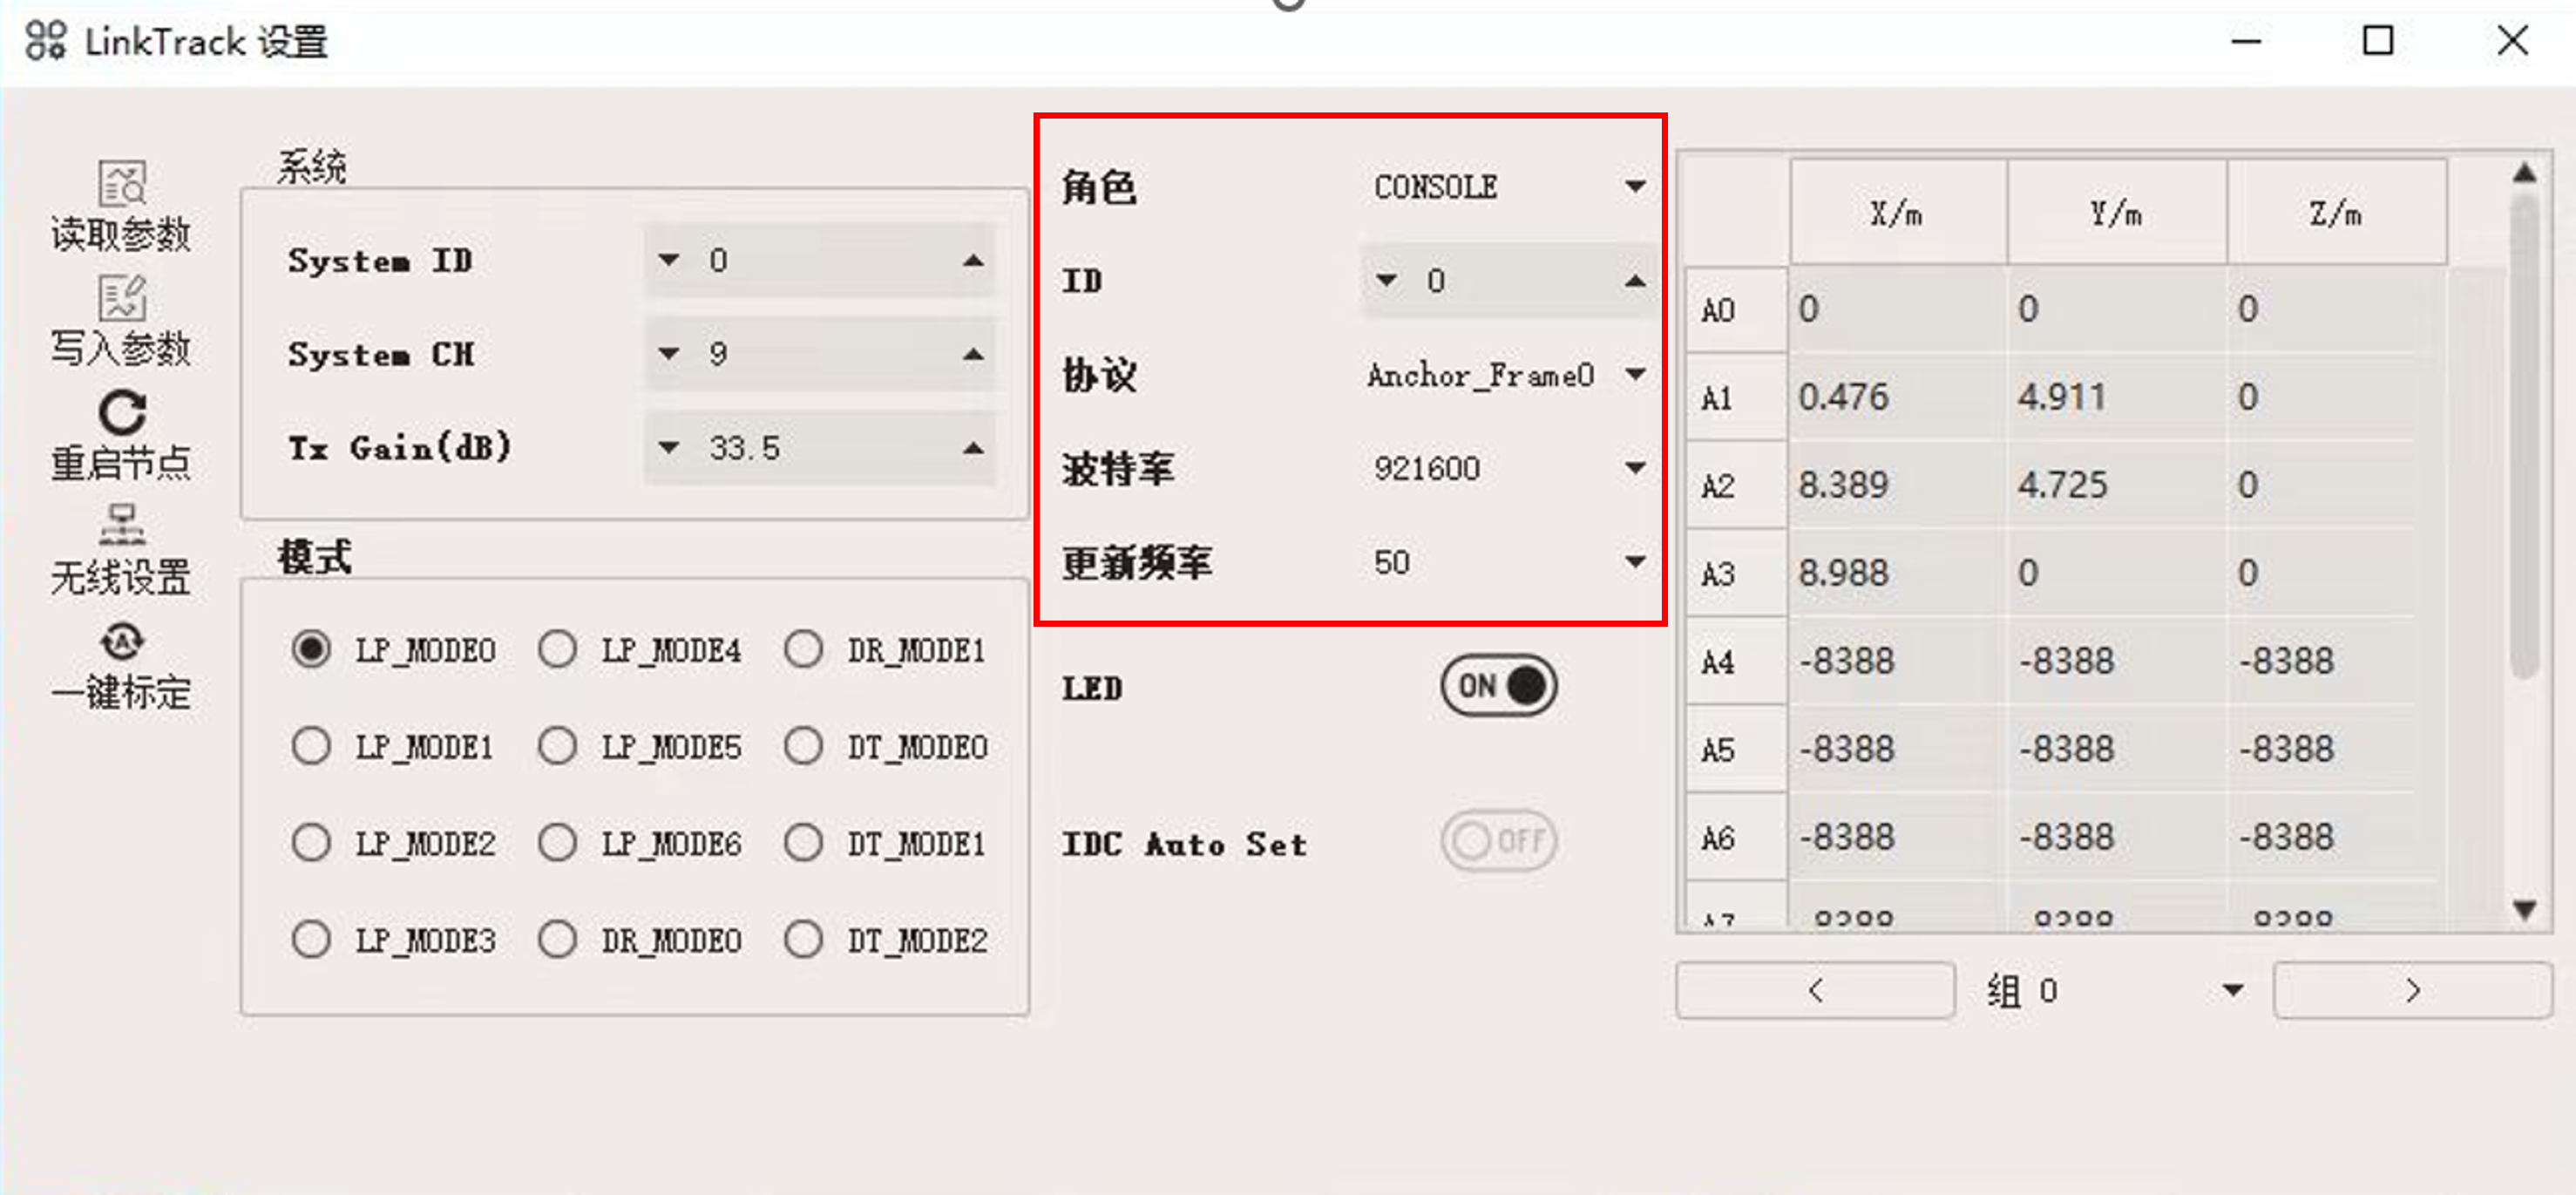 LinkTrack 设置
读取参数
写入参数
重启节点
无线设置
一键标定
系统
System ID 0
System CH 9
Tx Gain(dB) 33.5
模式
LP_MODE0 LP_MODE4 DR_MODE1
LP_MODE1 LP_MODE5 DT_MODE0
LP_MODE2 LP_MODE6 DT_MODE1
LP_MODE3 DR_MODE0 DT_MODE2
角色 CONSOLE
ID 0
协议 Anchor_Frame0
波特率 921600
更新频率 50
LED ON
IDC Auto Set OFF
X/m Y/m Z/m
A0 0 0 0
A1 0.476 4.911 0
A2 8.389 4.725 0
A3 8.988 0 0
A4 -8388 -8388 -8388
A5 -8388 -8388 -8388
A6 -8388 -8388 -8388
< 组 0 >